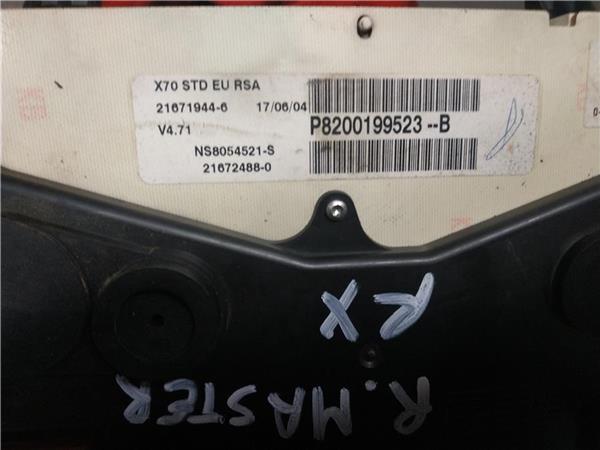 X70 STD EU RSA
21671944-6 17/06/04
V4.71
P8200199523--B
NS8054521-S
21672488-0
R.MASTER
RX